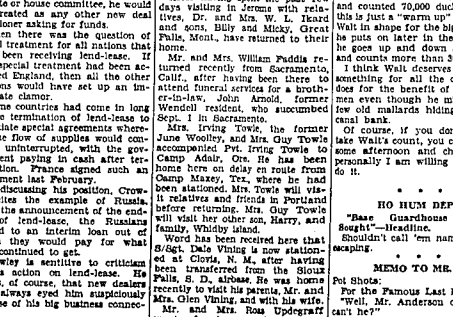 te or house committee, he would
reated as any other new deal
ioner asking for funds.
en there was the question of
l treatment for all nations that
been receiving lend-lease. If
erential treatment had been a
ed England, then all the other
ons would have set up an im-
ate clamor.
me countries had come in long
e termination of lend-lease to
iate special agreements where-
e flow of supplies would con-
uninterrupted, with the gov-
ent paying in cash after ter-
tion. France signed such an
ment last February.
discussing his position, Crow-
ites the example of Russia.
the announcement of the end-
of lend-lease, the Russians
d to an interim loan out of
they would pay for what
continued to get.
wley is sentitive to criticism
s action on lend-lease. He
s, of course, that new dealers
always eyed him suspiciously
se of his big business connec-
days visiting in Jerome with rela-
tives, Dr. and Mrs. W. L. Ikard
and sons, Billy and Micky, Great
Falls, Mont., have returned to their
home.
Mr. and Mrs. William Faddis re-
turned recently from Sacramento,
Calif., after having been there to
attend funeral services for a broth-
er-in-law, John Arnold, former
Wendell resident, who succumbed
Sept. 1 in Sacramento.
Mrs. Irving Towle, the former
June Woolley, and Mrs. Guy Towle
accompanied Pvt. Irving Towle to
Camp Adair, Ore. He has been
home here on delay en route from
Camp Maxey, Tex., where he had
been stationed. Mrs. Towle will vis-
it relatives and friends in Portland
before returning. Mrs. Guy Towle
will visit her other son, Harry, and
family, Whidby island.
Word has been received here that
S/Sgt. Dale Vining is now station-
ed at Clovis, N. M., after having
been transferred from the Sioux
Falls, S. D., airbase. He was home
recently to visit his parents, Mr. and
Mrs. Glen Vining, and with his wife.
Mr. and Mrs. Ross Updegraff
and counted 70,000 duck
this is just a "warm up"
Walt in shape for the big
he puts on later in the
he goes up and down
and counts more than 3
I think Walt deserves
something for all the
does for the benefit of
men even though he m
few old mallards hiding
canal bank.
Of course, if you don
take Walt's count, you c
some afternoon and ch
personally I am willing
do it.
* * *
HO HUM DEP
"Base Guardhouse
Sought"—Headline.
Shouldn't call 'em nam
escaping.
* * *
MEMO TO MR.
Pot Shots:
For the Famous Last
"Well, Mr. Anderson c
can't he?"